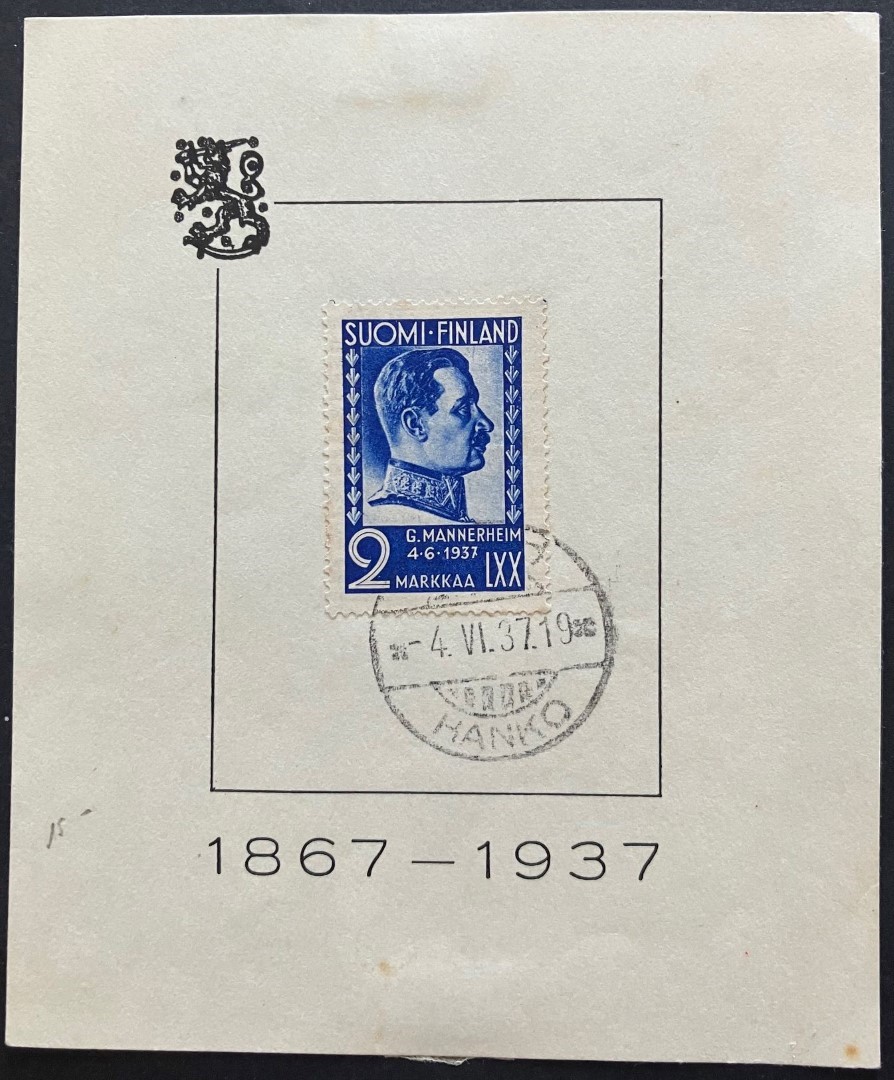 SUOMI·FINLAND
G. MANNERHEIM
4·6·1937
2 MARKKAA LXX
-4. VI. 37. 19
HANKO
1867—1937
15-